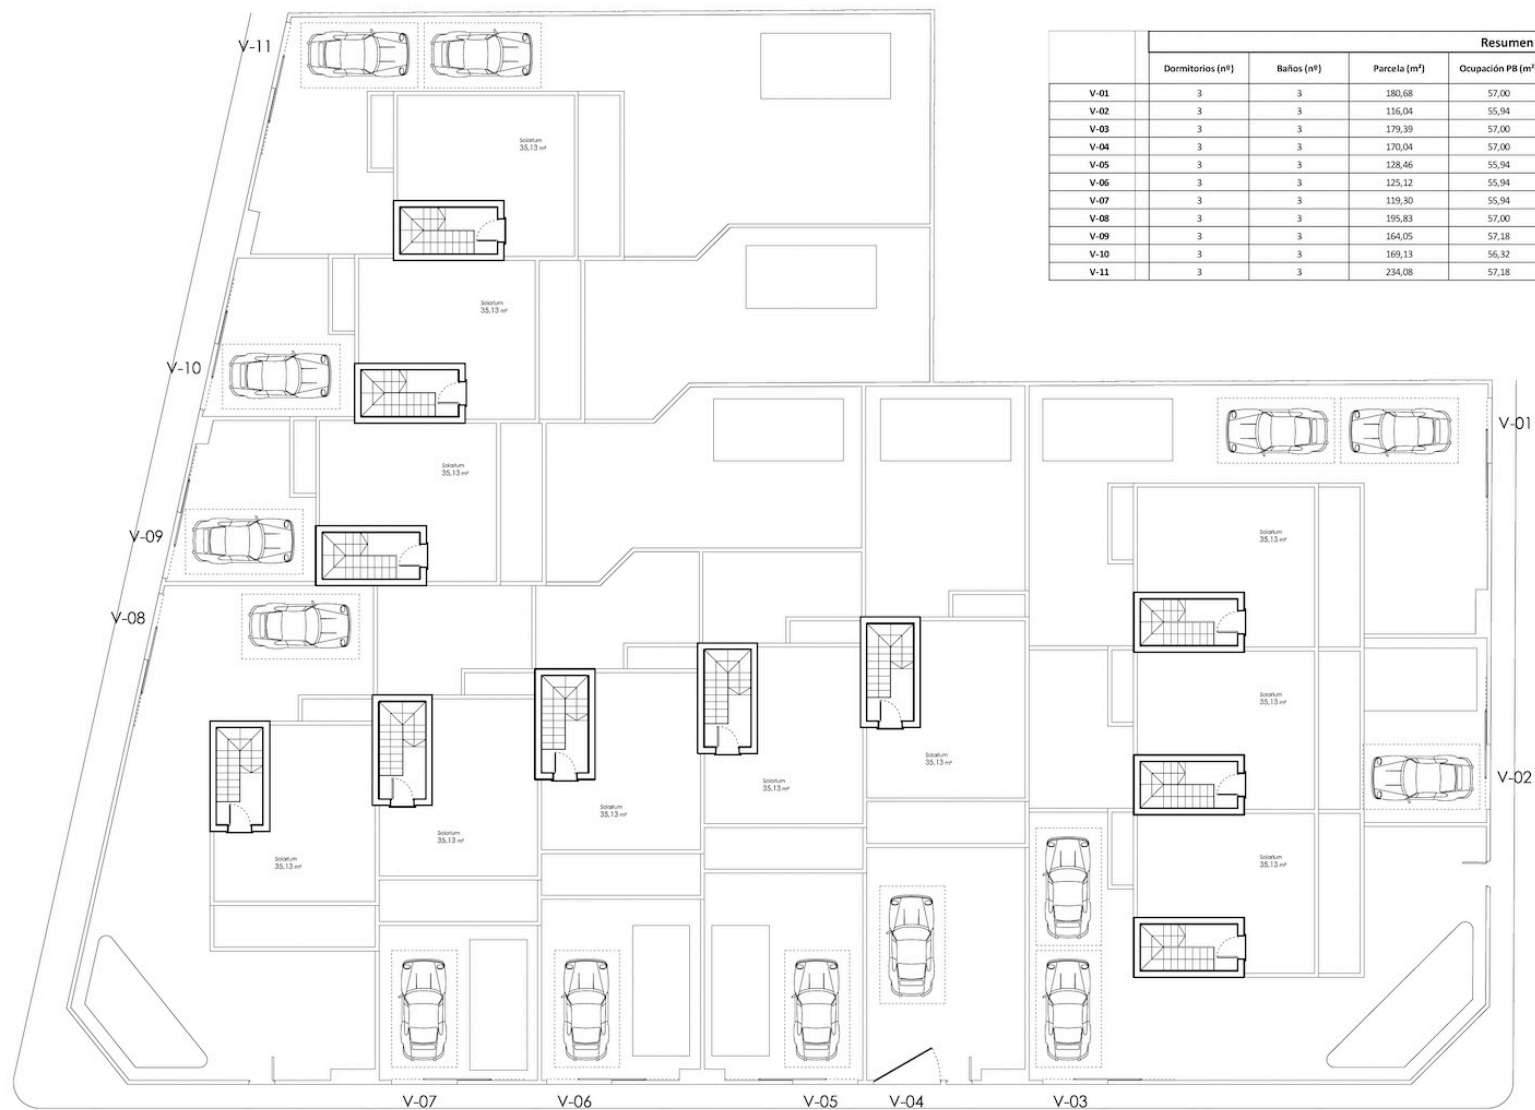 Resumen
Dormitorios (nº) Baños (nº) Parcela (m²) Ocupación PB (m²
V-01 3 3 180,68 57,00
V-02 3 3 116,04 55,94
V-03 3 3 179,39 57,00
V-04 3 3 170,04 57,00
V-05 3 3 128,46 55,94
V-06 3 3 125,12 55,94
V-07 3 3 119,30 55,94
V-08 3 3 195,83 57,00
V-09 3 3 164,05 57,18
V-10 3 3 169,13 56,32
V-11 3 3 234,08 57,18
V-11
Solarium
35,13 m²
Solarium
35,13 m²
V-10
V-01
Solarium
35,13 m²
V-09
Solarium
35,13 m²
V-08
Solarium
35,13 m²
Solarium
35,13 m²
V-02
Solarium
35,13 m²
Solarium
35,13 m²
Solarium
35,13 m²
Solarium
35,13 m²
Solarium
35,13 m²
V-07
V-06
V-05
V-04
V-03